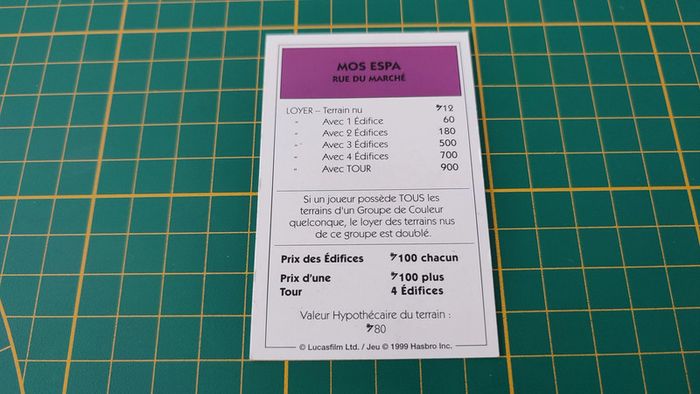 MOS ESPA
RUE DU MARCHÉ
LOYER – Terrain nu 12
" Avec 1 Édifice 60
" Avec 2 Édifices 180
" Avec 3 Édifices 500
" Avec 4 Édifices 700
" Avec TOUR 900
Si un joueur possède TOUS les
terrains d'un Groupe de Couleur
quelconque, le loyer des terrains nus
de ce groupe est doublé.
Prix des Édifices 100 chacun
Prix d'une 100 plus
Tour 4 Édifices
Valeur Hypothécaire du terrain :
80
© Lucasfilm Ltd. / Jeu © 1999 Hasbro Inc.